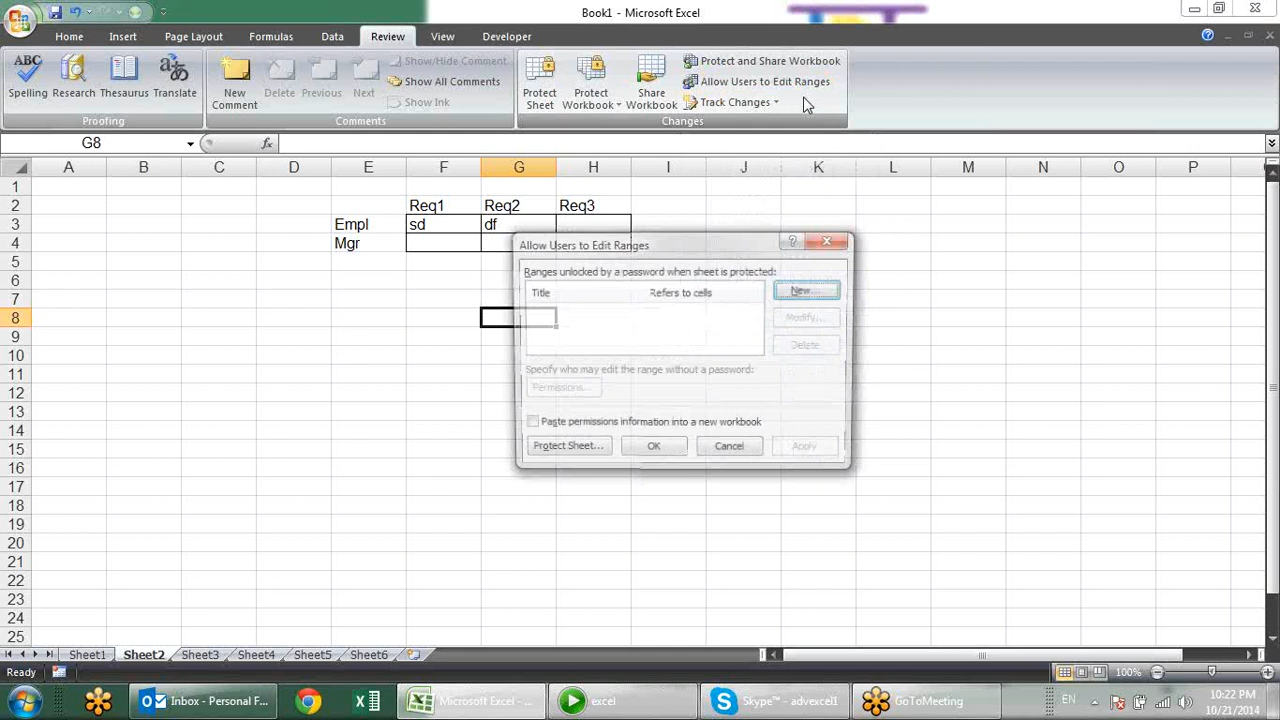 Book1 - Microsoft Excel
Home Insert Page Layout Formulas Data Review View Developer
ABC
Spelling Research Thesaurus Translate
Proofing
New Comment Delete Previous Next
Show/Hide Comment
Show All Comments
Show Ink
Comments
Protect Sheet Protect Workbook Share Workbook
Protect and Share Workbook
Allow Users to Edit Ranges
Track Changes
Changes
G8 fx
A B C D E F G H I J K L M N O P
1
2 Req1 Req2 Req3
3 Empl sd df
4 Mgr
5
6
7
8
9
10
11
12
13
14
15
16
17
18
19
20
21
22
23
24
25
Allow Users to Edit Ranges
Ranges unlocked by a password when sheet is protected:
Title Refers to cells
New...
Modify...
Delete
Specify who may edit the range without a password:
Permissions...
Paste permissions information into a new workbook
Protect Sheet... OK Cancel Apply
Sheet1 Sheet2 Sheet3 Sheet4 Sheet5 Sheet6
Ready 100%
Inbox - Personal F... Microsoft Excel - ... excel Skype™ - advexcel1 GoToMeeting EN 10:22 PM
10/21/2014